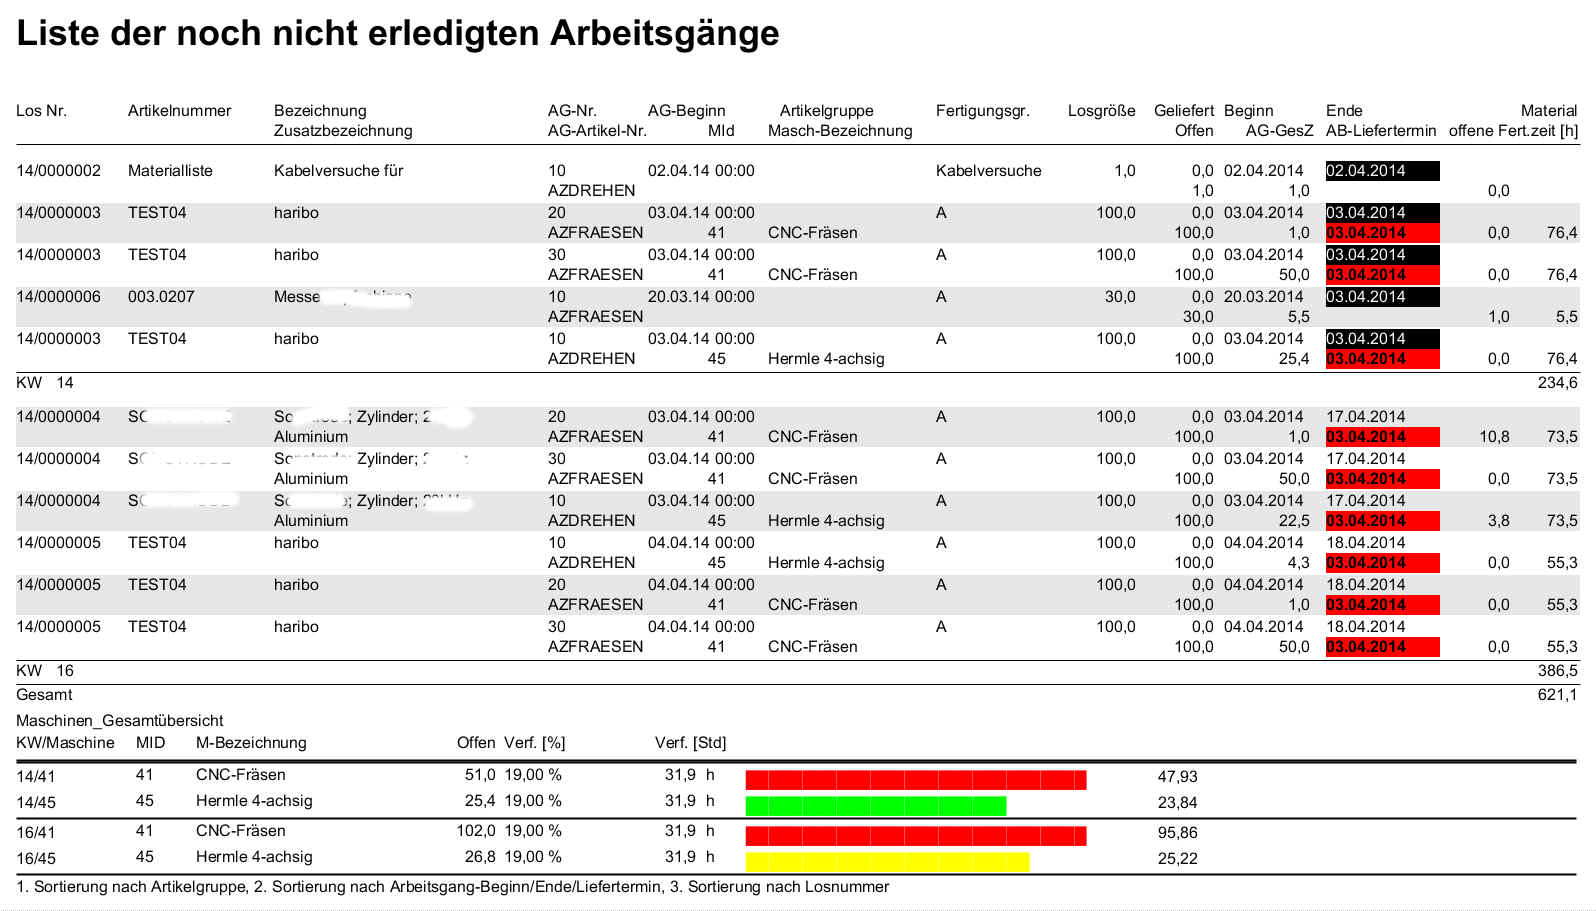 Liste der noch nicht erledigten Arbeitsgänge
Los Nr. Artikelnummer Bezeichnung AG-Nr. AG-Beginn Artikelgruppe Fertigungsgr. Losgröße Geliefert Beginn Ende Material
Zusatzbezeichnung AG-Artikel-Nr. MId Masch-Bezeichnung Offen AG-GesZ AB-Liefertermin offene Fert.zeit [h]
14/0000002 Materialliste Kabelversuche für 10 02.04.14 00:00 Kabelversuche 1,0 0,0 02.04.2014 02.04.2014
AZDREHEN 1,0 1,0 0,0
14/0000003 TEST04 haribo 20 03.04.14 00:00 A 100,0 0,0 03.04.2014 03.04.2014
AZFRAESEN 41 CNC-Fräsen 100,0 1,0 03.04.2014 0,0 76,4
14/0000003 TEST04 haribo 30 03.04.14 00:00 A 100,0 0,0 03.04.2014 03.04.2014
AZFRAESEN 41 CNC-Fräsen 100,0 50,0 03.04.2014 0,0 76,4
14/0000006 003.0207 10 20.03.14 00:00 A 30,0 0,0 20.03.2014 03.04.2014
AZFRAESEN 30,0 5,5 1,0 5,5
14/0000003 TEST04 haribo 10 03.04.14 00:00 A 100,0 0,0 03.04.2014 03.04.2014
AZDREHEN 45 Hermle 4-achsig 100,0 25,4 03.04.2014 0,0 76,4
KW 14 234,6
14/0000004 Zylinder; 20 03.04.14 00:00 A 100,0 0,0 03.04.2014 17.04.2014
Aluminium AZFRAESEN 41 CNC-Fräsen 100,0 1,0 03.04.2014 10,8 73,5
14/0000004 Zylinder; 30 03.04.14 00:00 A 100,0 0,0 03.04.2014 17.04.2014
Aluminium AZFRAESEN 41 CNC-Fräsen 100,0 50,0 03.04.2014 0,0 73,5
14/0000004 Zylinder; 10 03.04.14 00:00 A 100,0 0,0 03.04.2014 17.04.2014
Aluminium AZDREHEN 45 Hermle 4-achsig 100,0 22,5 03.04.2014 3,8 73,5
14/0000005 TEST04 haribo 10 04.04.14 00:00 A 100,0 0,0 04.04.2014 18.04.2014
AZDREHEN 45 Hermle 4-achsig 100,0 4,3 03.04.2014 0,0 55,3
14/0000005 TEST04 haribo 20 04.04.14 00:00 A 100,0 0,0 04.04.2014 18.04.2014
AZFRAESEN 41 CNC-Fräsen 100,0 1,0 03.04.2014 0,0 55,3
14/0000005 TEST04 haribo 30 04.04.14 00:00 A 100,0 0,0 04.04.2014 18.04.2014
AZFRAESEN 41 CNC-Fräsen 100,0 50,0 03.04.2014 0,0 55,3
KW 16 386,5
Gesamt 621,1
Maschinen_Gesamtübersicht
KW/Maschine MID M-Bezeichnung Offen Verf. [%] Verf. [Std]
14/41 41 CNC-Fräsen 51,0 19,00 % 31,9 h 47,93
14/45 45 Hermle 4-achsig 25,4 19,00 % 31,9 h 23,84
16/41 41 CNC-Fräsen 102,0 19,00 % 31,9 h 95,86
16/45 45 Hermle 4-achsig 26,8 19,00 % 31,9 h 25,22
1. Sortierung nach Artikelgruppe, 2. Sortierung nach Arbeitsgang-Beginn/Ende/Liefertermin, 3. Sortierung nach Losnummer